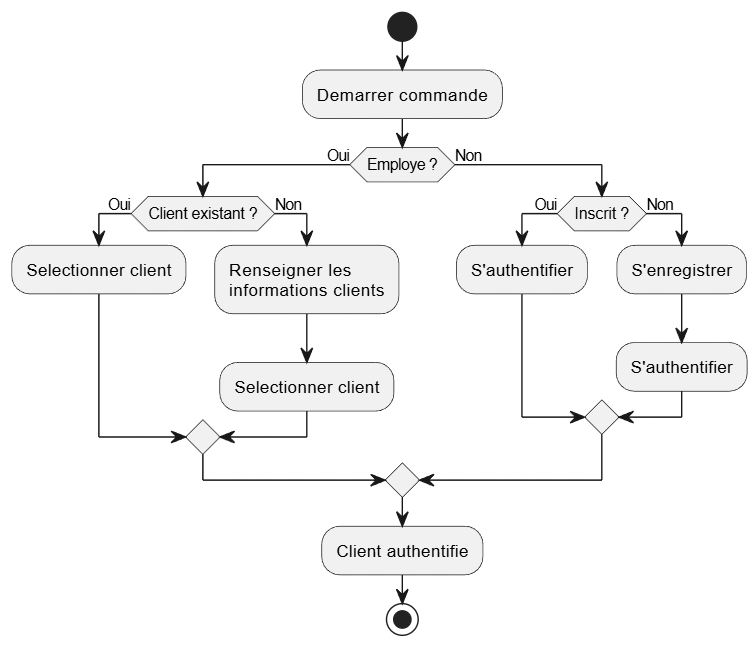 Demarrer commande
Oui
Employe ?
Non
Oui
Client existant ?
Non
Oui
Inscrit ?
Non
Selectionner client
Renseigner les
informations clients
S'authentifier
S'enregistrer
Selectionner client
S'authentifier
Client authentifie